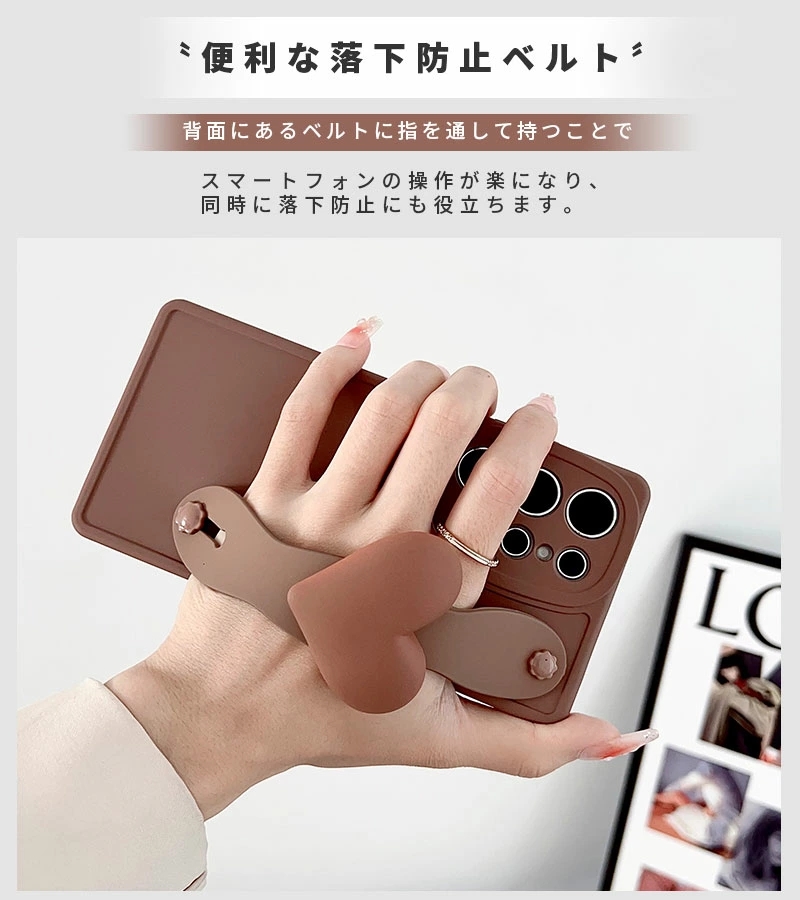 〝便利な落下防止ベルト〞
背面にあるベルトに指を通して持つことで
スマートフォンの操作が楽になり、
同時に落下防止にも役立ちます。